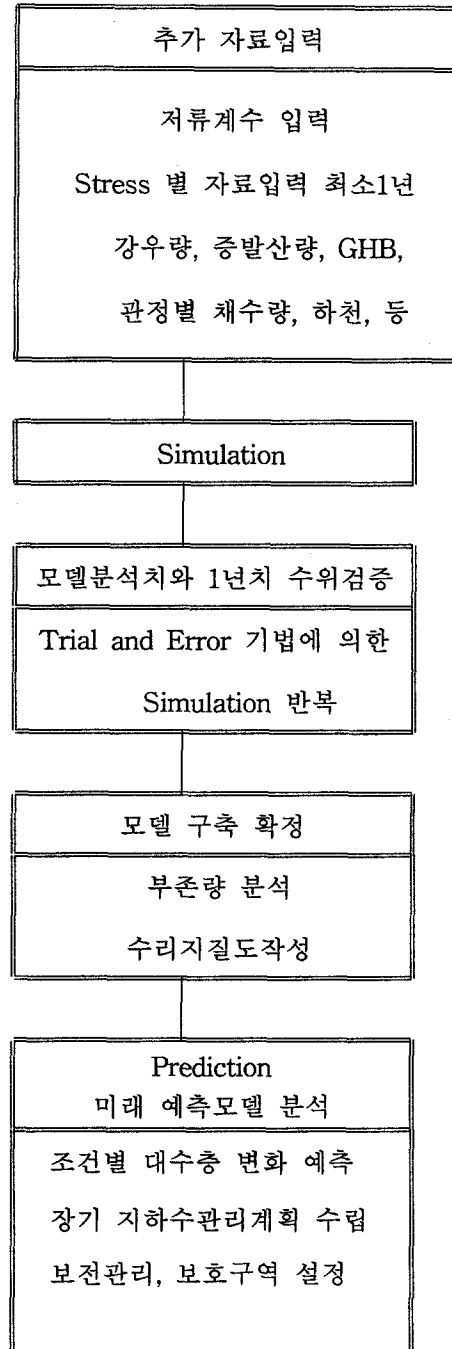 추가 자료입력
저류계수 입력
Stress 별 자료입력 최소1년
강우량, 증발산량, GHB,
관정별 채수량, 하천, 등
Simulation
모델분석치와 1년치 수위검증
Trial and Error 기법에 의한
Simulation 반복
모델 구축 확정
부존량 분석
수리지질도작성
Prediction
미래 예측모델 분석
조건별 대수층 변화 예측
장기 지하수관리계획 수립
보전관리, 보호구역 설정